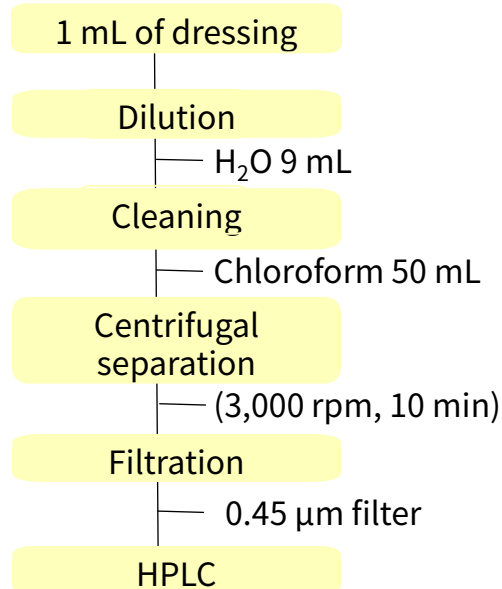 1 mL of dressing
Dilution
H₂O 9 mL
Cleaning
Chloroform 50 mL
Centrifugal
separation
(3,000 rpm, 10 min)
Filtration
0.45 µm filter
HPLC